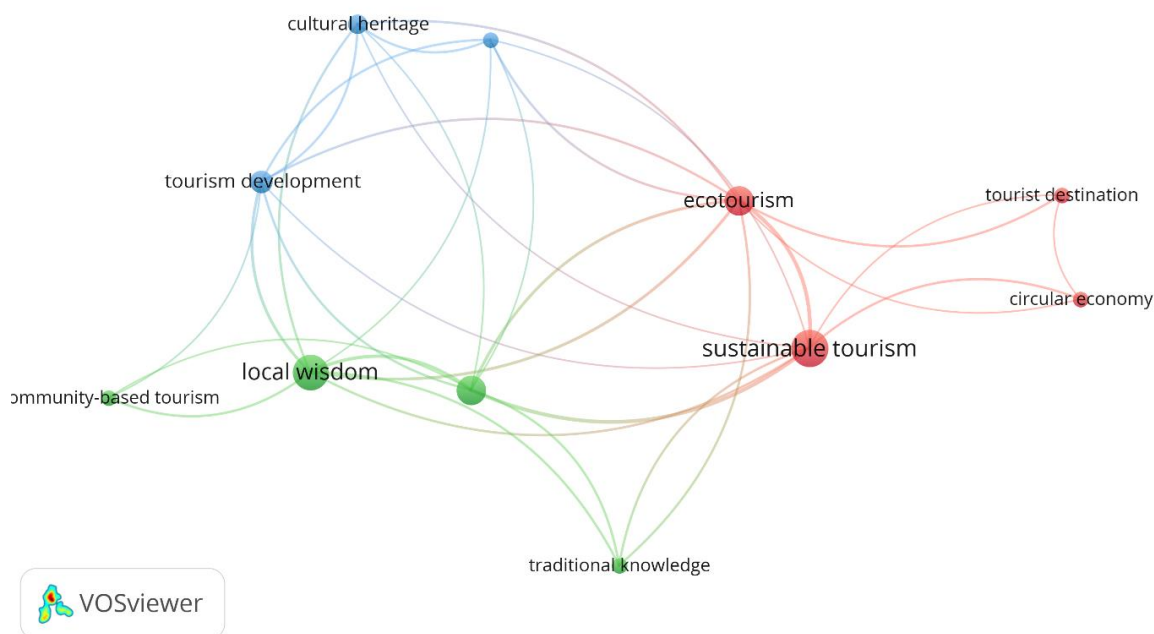 cultural heritage
tourism development
ecotourism
tourist destination
circular economy
sustainable tourism
local wisdom
ommunity-based tourism
traditional knowledge
VOSviewer